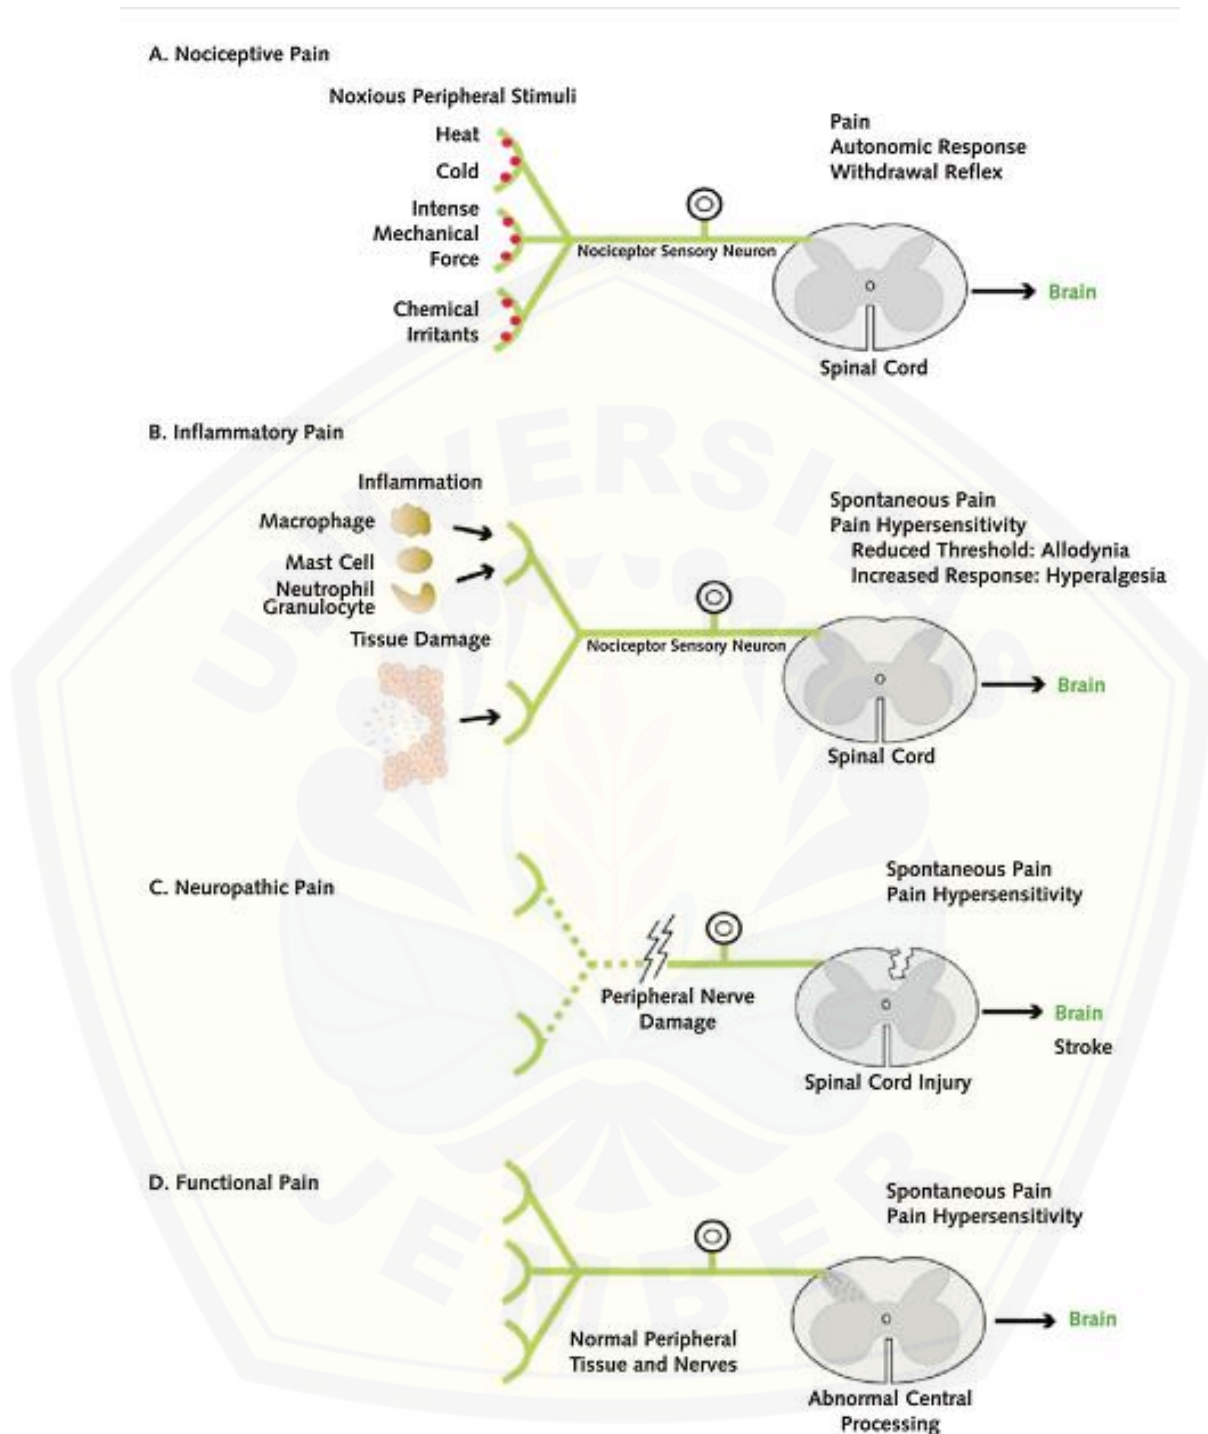 A. Nociceptive Pain
Noxious Peripheral Stimuli
Heat
Cold
Intense
Mechanical
Force
Chemical
Irritants
Nociceptor Sensory Neuron
Pain
Autonomic Response
Withdrawal Reflex
Brain
Spinal Cord
B. Inflammatory Pain
Inflammation
Macrophage
Mast Cell
Neutrophil
Granulocyte
Tissue Damage
Nociceptor Sensory Neuron
Spontaneous Pain
Pain Hypersensitivity
Reduced Threshold: Allodynia
Increased Response: Hyperalgesia
Brain
Spinal Cord
C. Neuropathic Pain
Peripheral Nerve
Damage
Spontaneous Pain
Pain Hypersensitivity
Brain
Stroke
Spinal Cord Injury
D. Functional Pain
Normal Peripheral
Tissue and Nerves
Spontaneous Pain
Pain Hypersensitivity
Brain
Abnormal Central
Processing
UNIVERSITAS
JEMBER